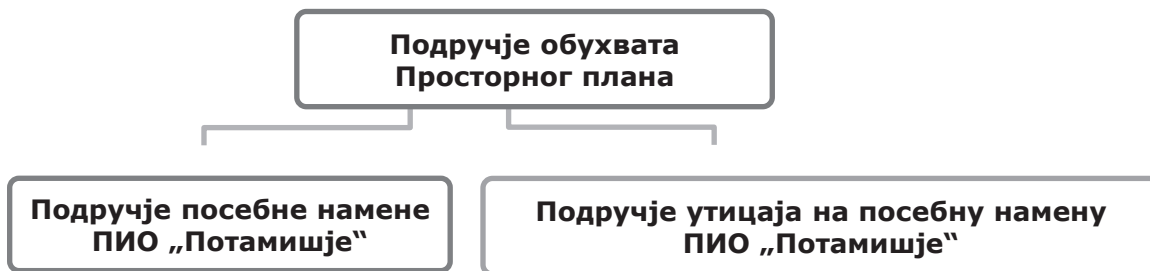 Подручје обухвата
Просторног плана
Подручје посебне намене
ПИО „Потамишје“
Подручје утицаја на посебну намену
ПИО „Потамишје“